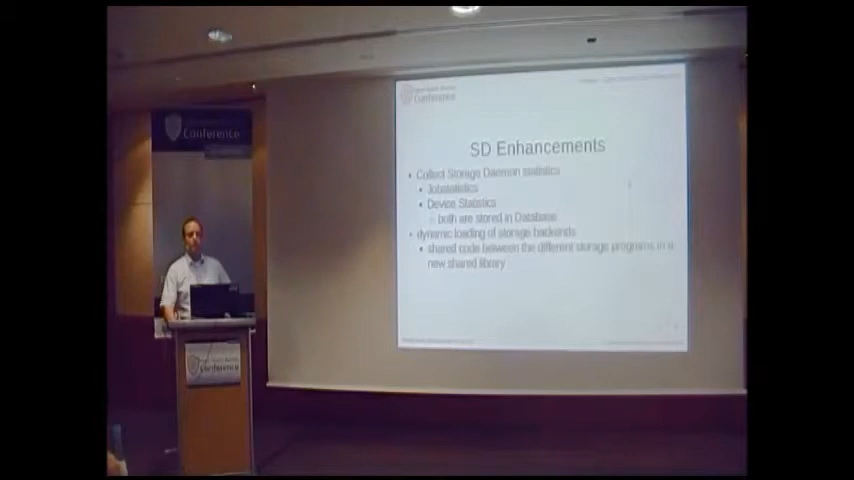 Conference
Conference
SD Enhancements
• Collect Storage Daemon statistics
• Jobstatistics
• Device Statistics
both are stored in Database
• dynamic loading of storage backends
• shared code between the different storage programs in a
new shared library
Conference